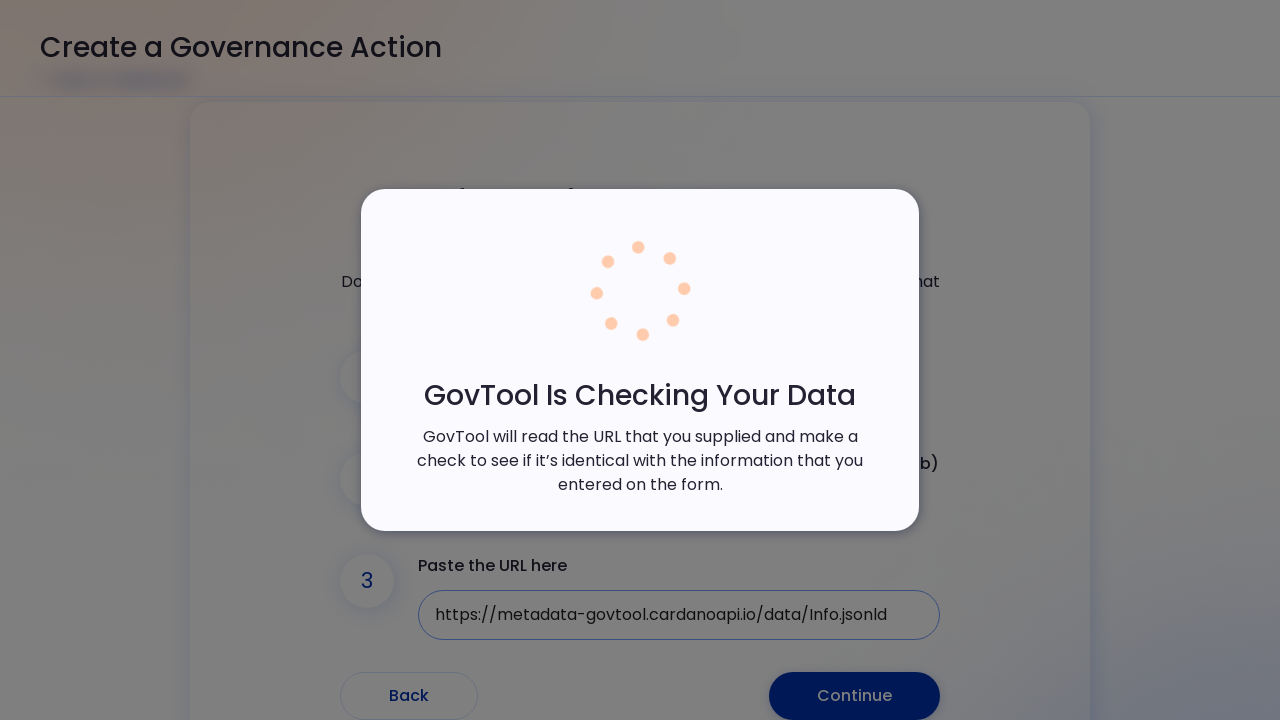 Create a Governance Action
Do
hat
GovTool Is Checking Your Data
GovTool will read the URL that you supplied and make a
check to see if it’s identical with the information that you
entered on the form.
b)
Paste the URL here
3
https://metadata-govtool.cardanoapi.io/data/Info.jsonld
Back
Continue